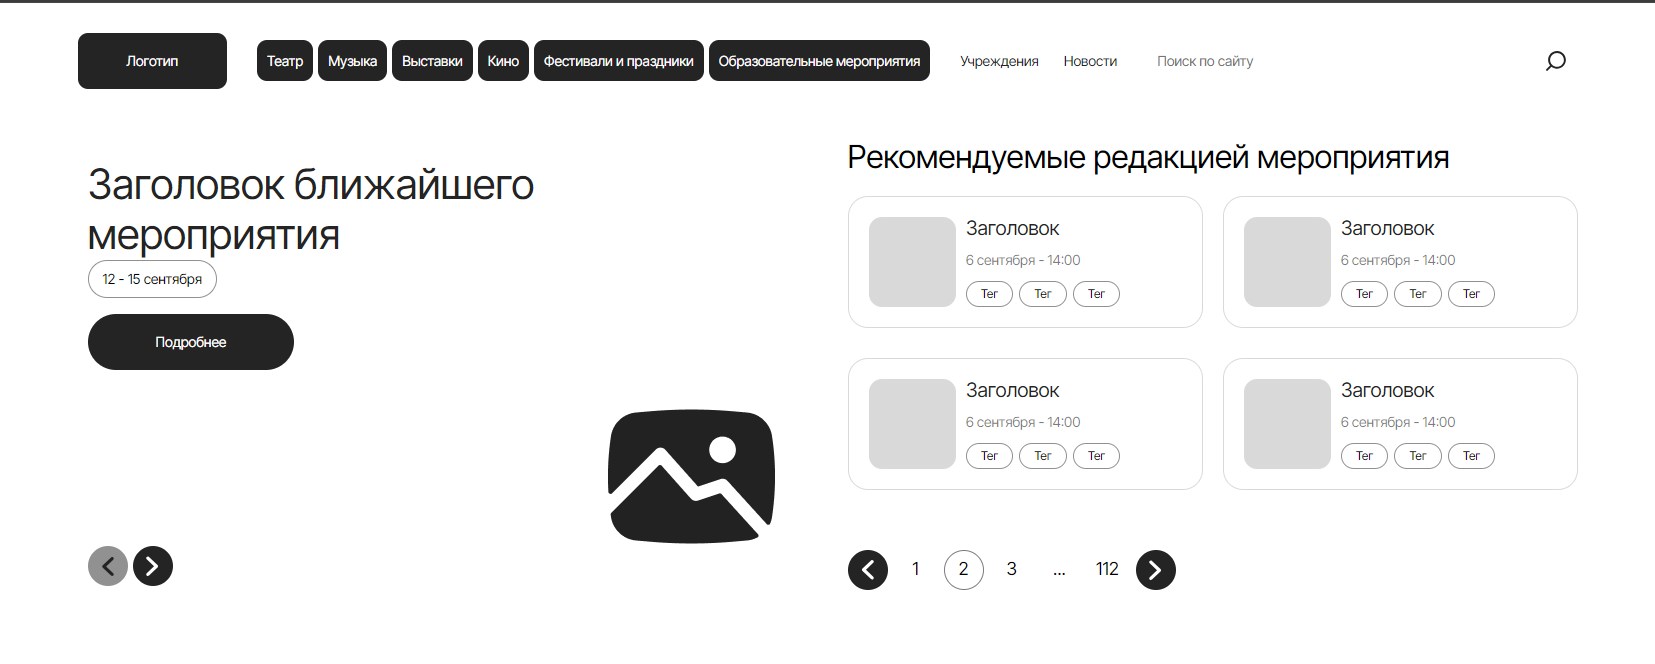 Логотип
Театр
Музыка
Выставки
Кино
Фестивали и праздники
Образовательные мероприятия
Учреждения
Новости
Поиск по сайту
Заголовок ближайшего
мероприятия
12 - 15 сентября
Подробнее
Рекомендуемые редакцией мероприятия
Заголовок
6 сентября - 14:00
Тег Тег Тег
Заголовок
6 сентября - 14:00
Тег Тег Тег
Заголовок
6 сентября - 14:00
Тег Тег Тег
Заголовок
6 сентября - 14:00
Тег Тег Тег
1 2 3 ... 112